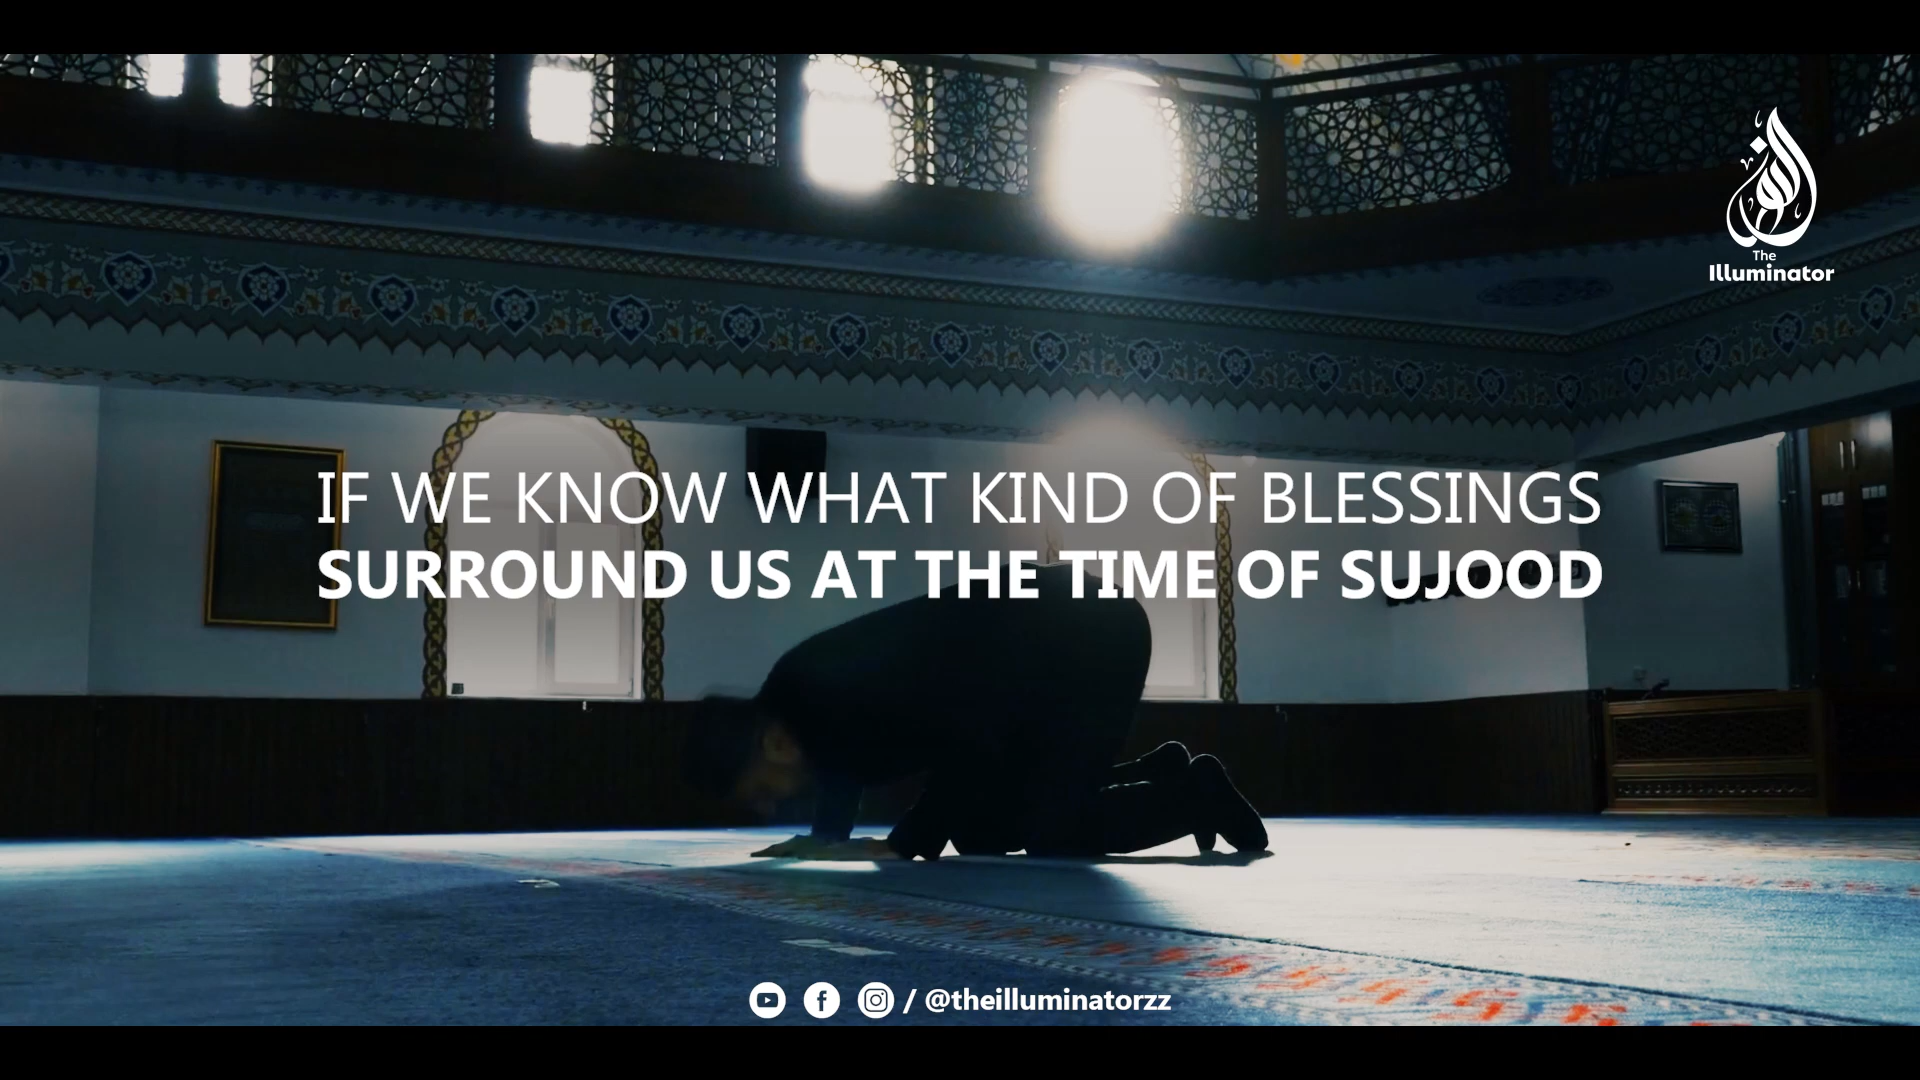 The
Illuminator
IF WE KNOW WHAT KIND OF BLESSINGS
SURROUND US AT THE TIME OF SUJOOD
/ @theilluminatorzz